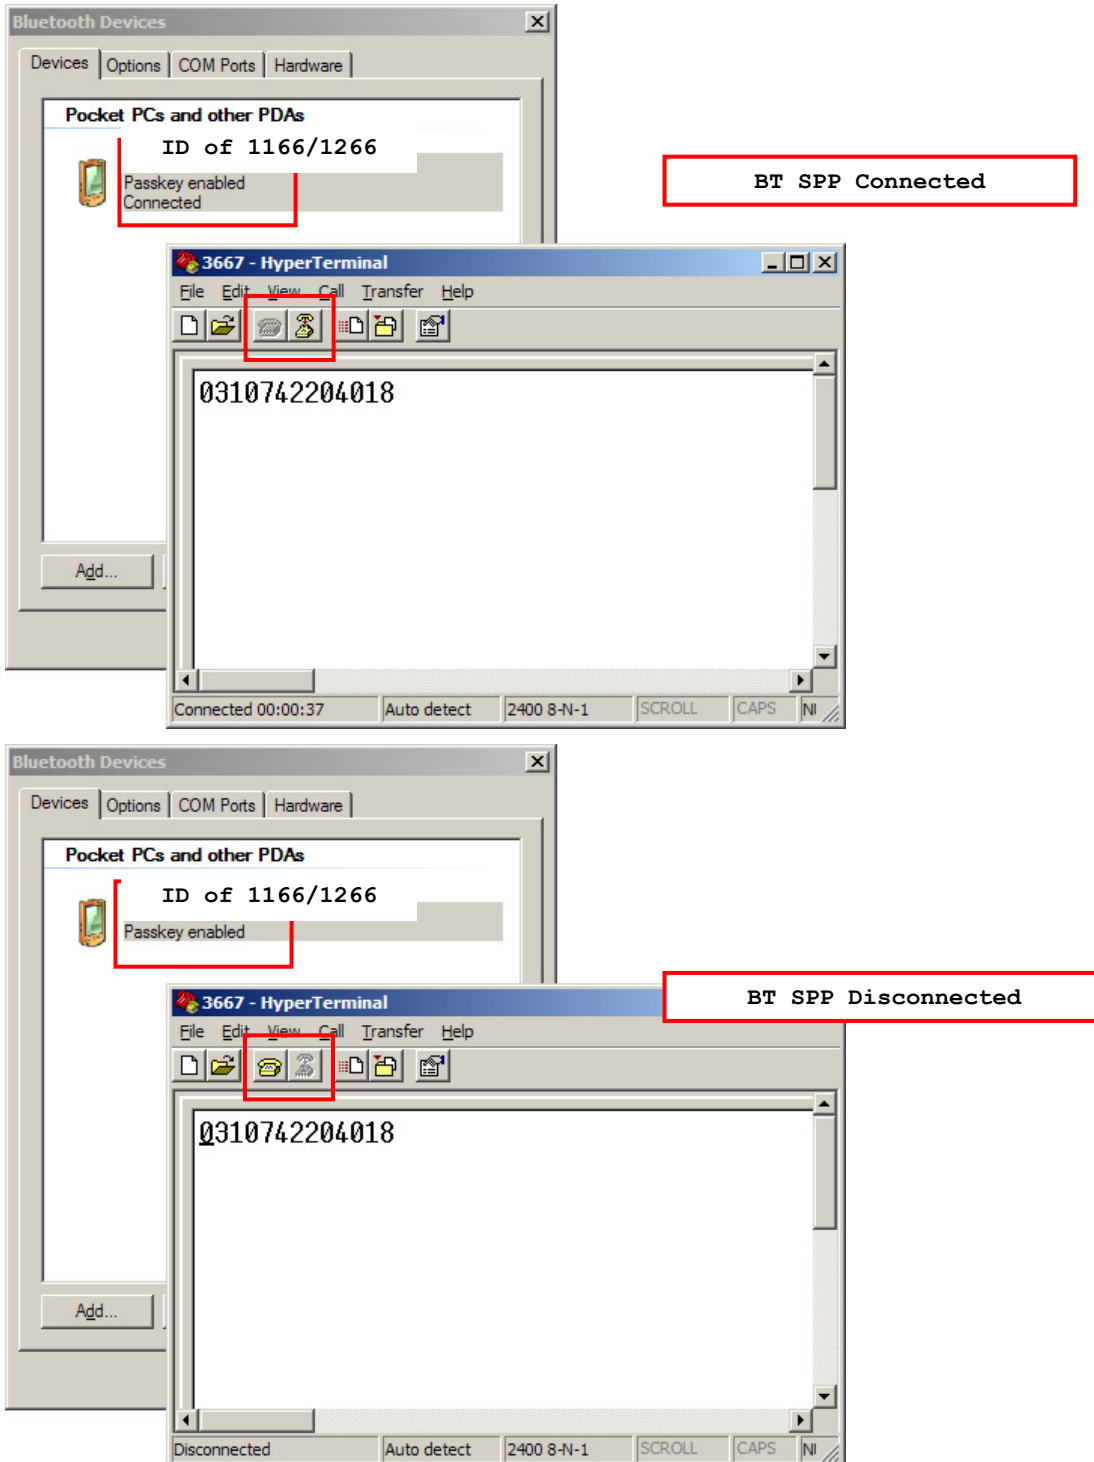 Bluetooth Devices
Devices Options COM Ports Hardware
Pocket PCs and other PDAs
ID of 1166/1266
Passkey enabled
Connected
BT SPP Connected
3667 - HyperTerminal
File Edit View Call Transfer Help
0310742204018
Add...
Connected 00:00:37 Auto detect 2400 8-N-1 SCROLL CAPS
Bluetooth Devices
Devices Options COM Ports Hardware
Pocket PCs and other PDAs
ID of 1166/1266
Passkey enabled
BT SPP Disconnected
3667 - HyperTerminal
File Edit View Call Transfer Help
0310742204018
Add...
Disconnected Auto detect 2400 8-N-1 SCROLL CAPS